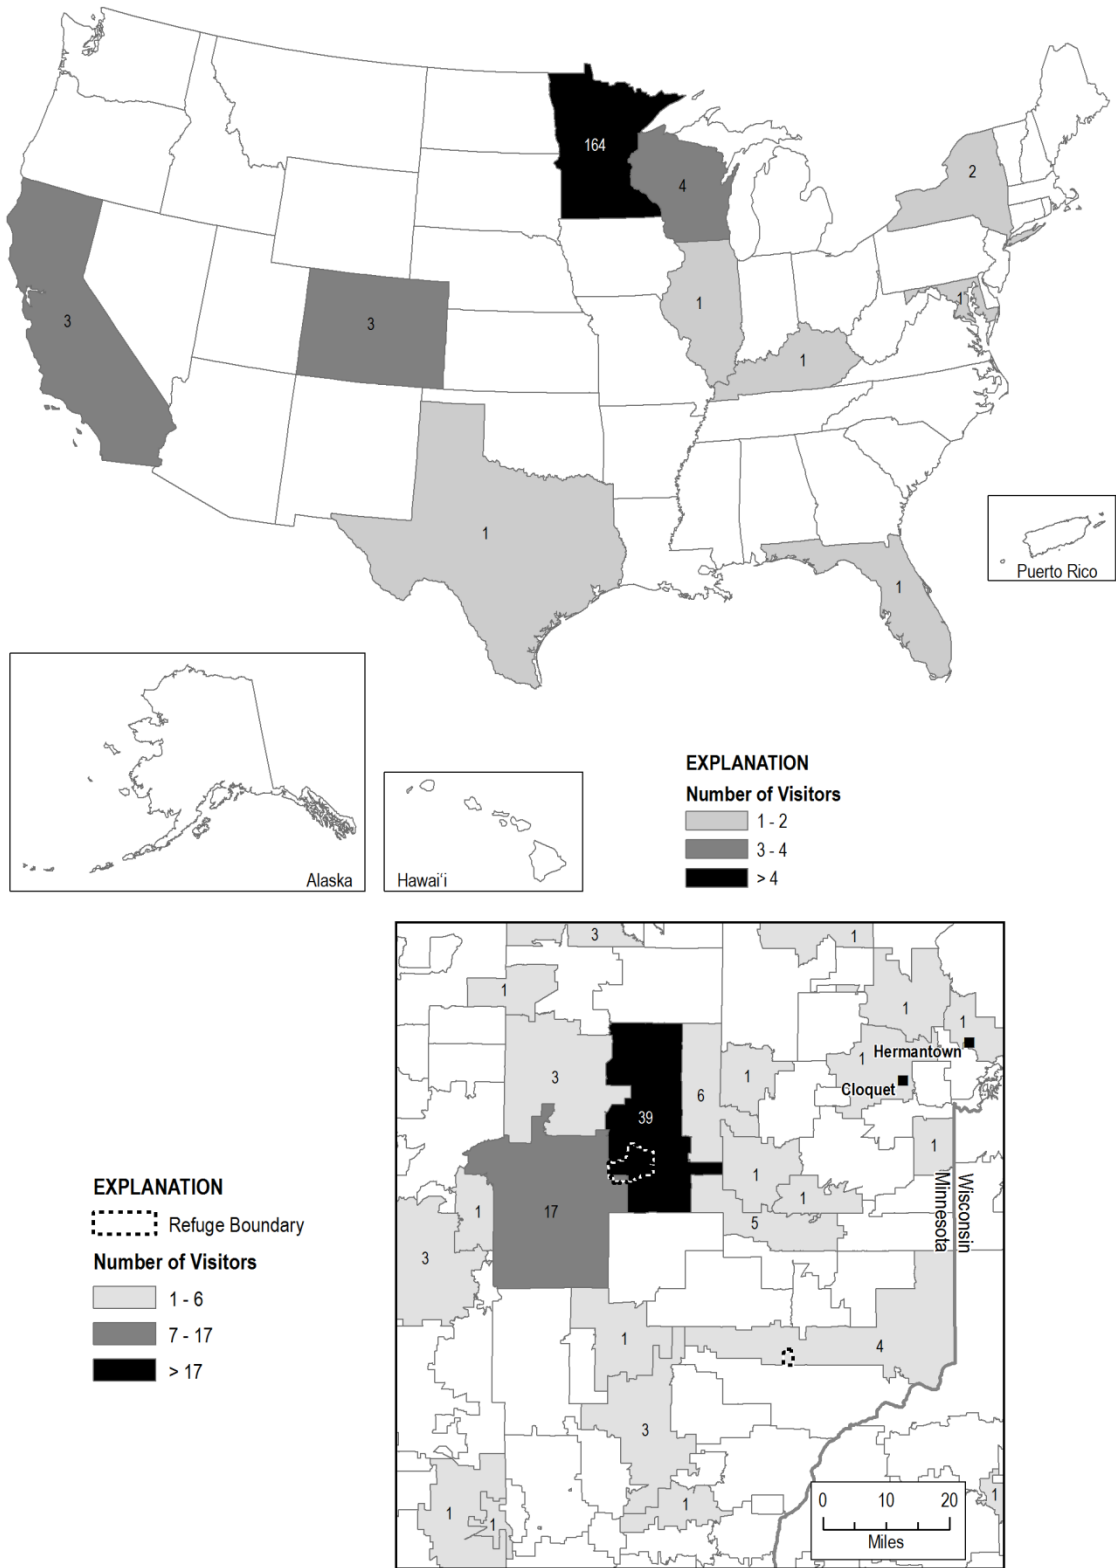 164
4
2
1
1
1
3
3
1
1
Puerto Rico
Alaska
Hawai'i
EXPLANATION
Number of Visitors
1 - 2
3 - 4
> 4
3
1
1
1
1
Hermantown
1
Cloquet
3
1
6
39
1
1
1
17
1
5
3
Wisconsin
Minnesota
1
4
3
1
1
1
1
0 10 20
Miles
EXPLANATION
Refuge Boundary
Number of Visitors
1 - 6
7 - 17
> 17